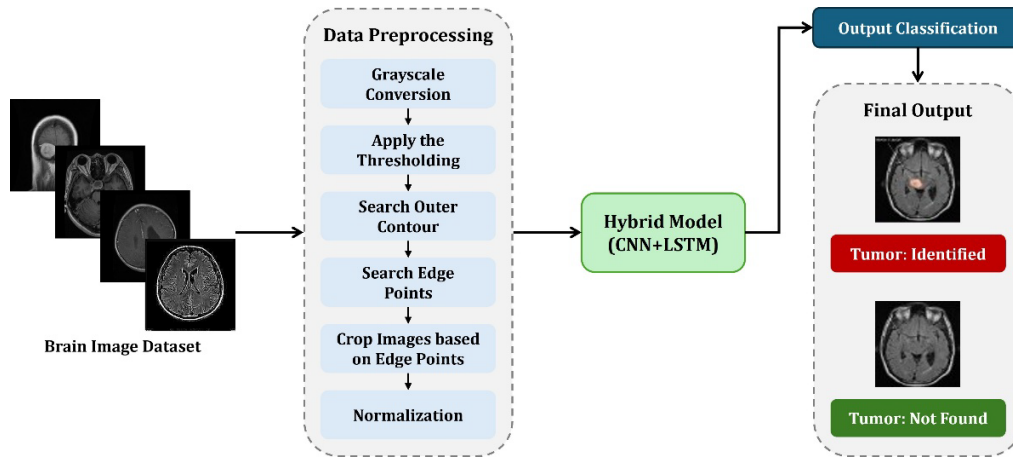 Data Preprocessing
Grayscale
Conversion
Apply the
Thresholding
Search Outer
Contour
Search Edge
Points
Crop Images based
on Edge Points
Normalization
Brain Image Dataset
Hybrid Model
(CNN+LSTM)
Output Classification
Final Output
Tumor: Identified
Tumor: Not Found